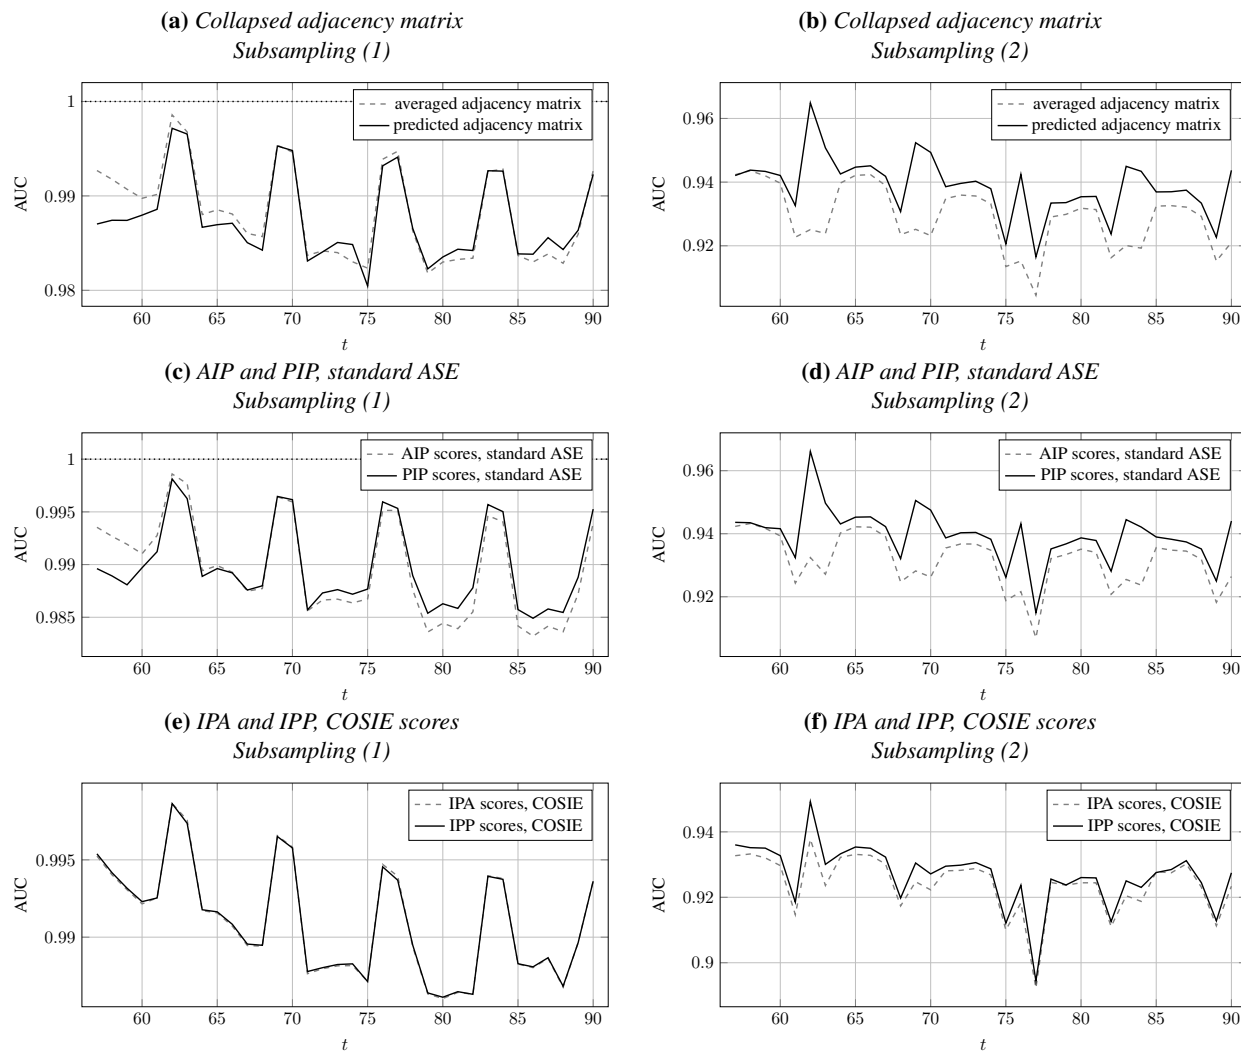 (a) Collapsed adjacency matrix
Subsampling (1)
1
0.99
0.98
AUC
averaged adjacency matrix
predicted adjacency matrix
60 65 70 75 80 85 90
t
(b) Collapsed adjacency matrix
Subsampling (2)
0.96
0.94
0.92
AUC
averaged adjacency matrix
predicted adjacency matrix
60 65 70 75 80 85 90
t
(c) AIP and PIP, standard ASE
Subsampling (1)
1
0.995
0.99
0.985
AUC
AIP scores, standard ASE
PIP scores, standard ASE
60 65 70 75 80 85 90
t
(d) AIP and PIP, standard ASE
Subsampling (2)
0.96
0.94
0.92
AUC
AIP scores, standard ASE
PIP scores, standard ASE
60 65 70 75 80 85 90
t
(e) IPA and IPP, COSIE scores
Subsampling (1)
0.995
0.99
AUC
IPA scores, COSIE
IPP scores, COSIE
60 65 70 75 80 85 90
t
(f) IPA and IPP, COSIE scores
Subsampling (2)
0.94
0.92
0.9
AUC
IPA scores, COSIE
IPP scores, COSIE
60 65 70 75 80 85 90
t